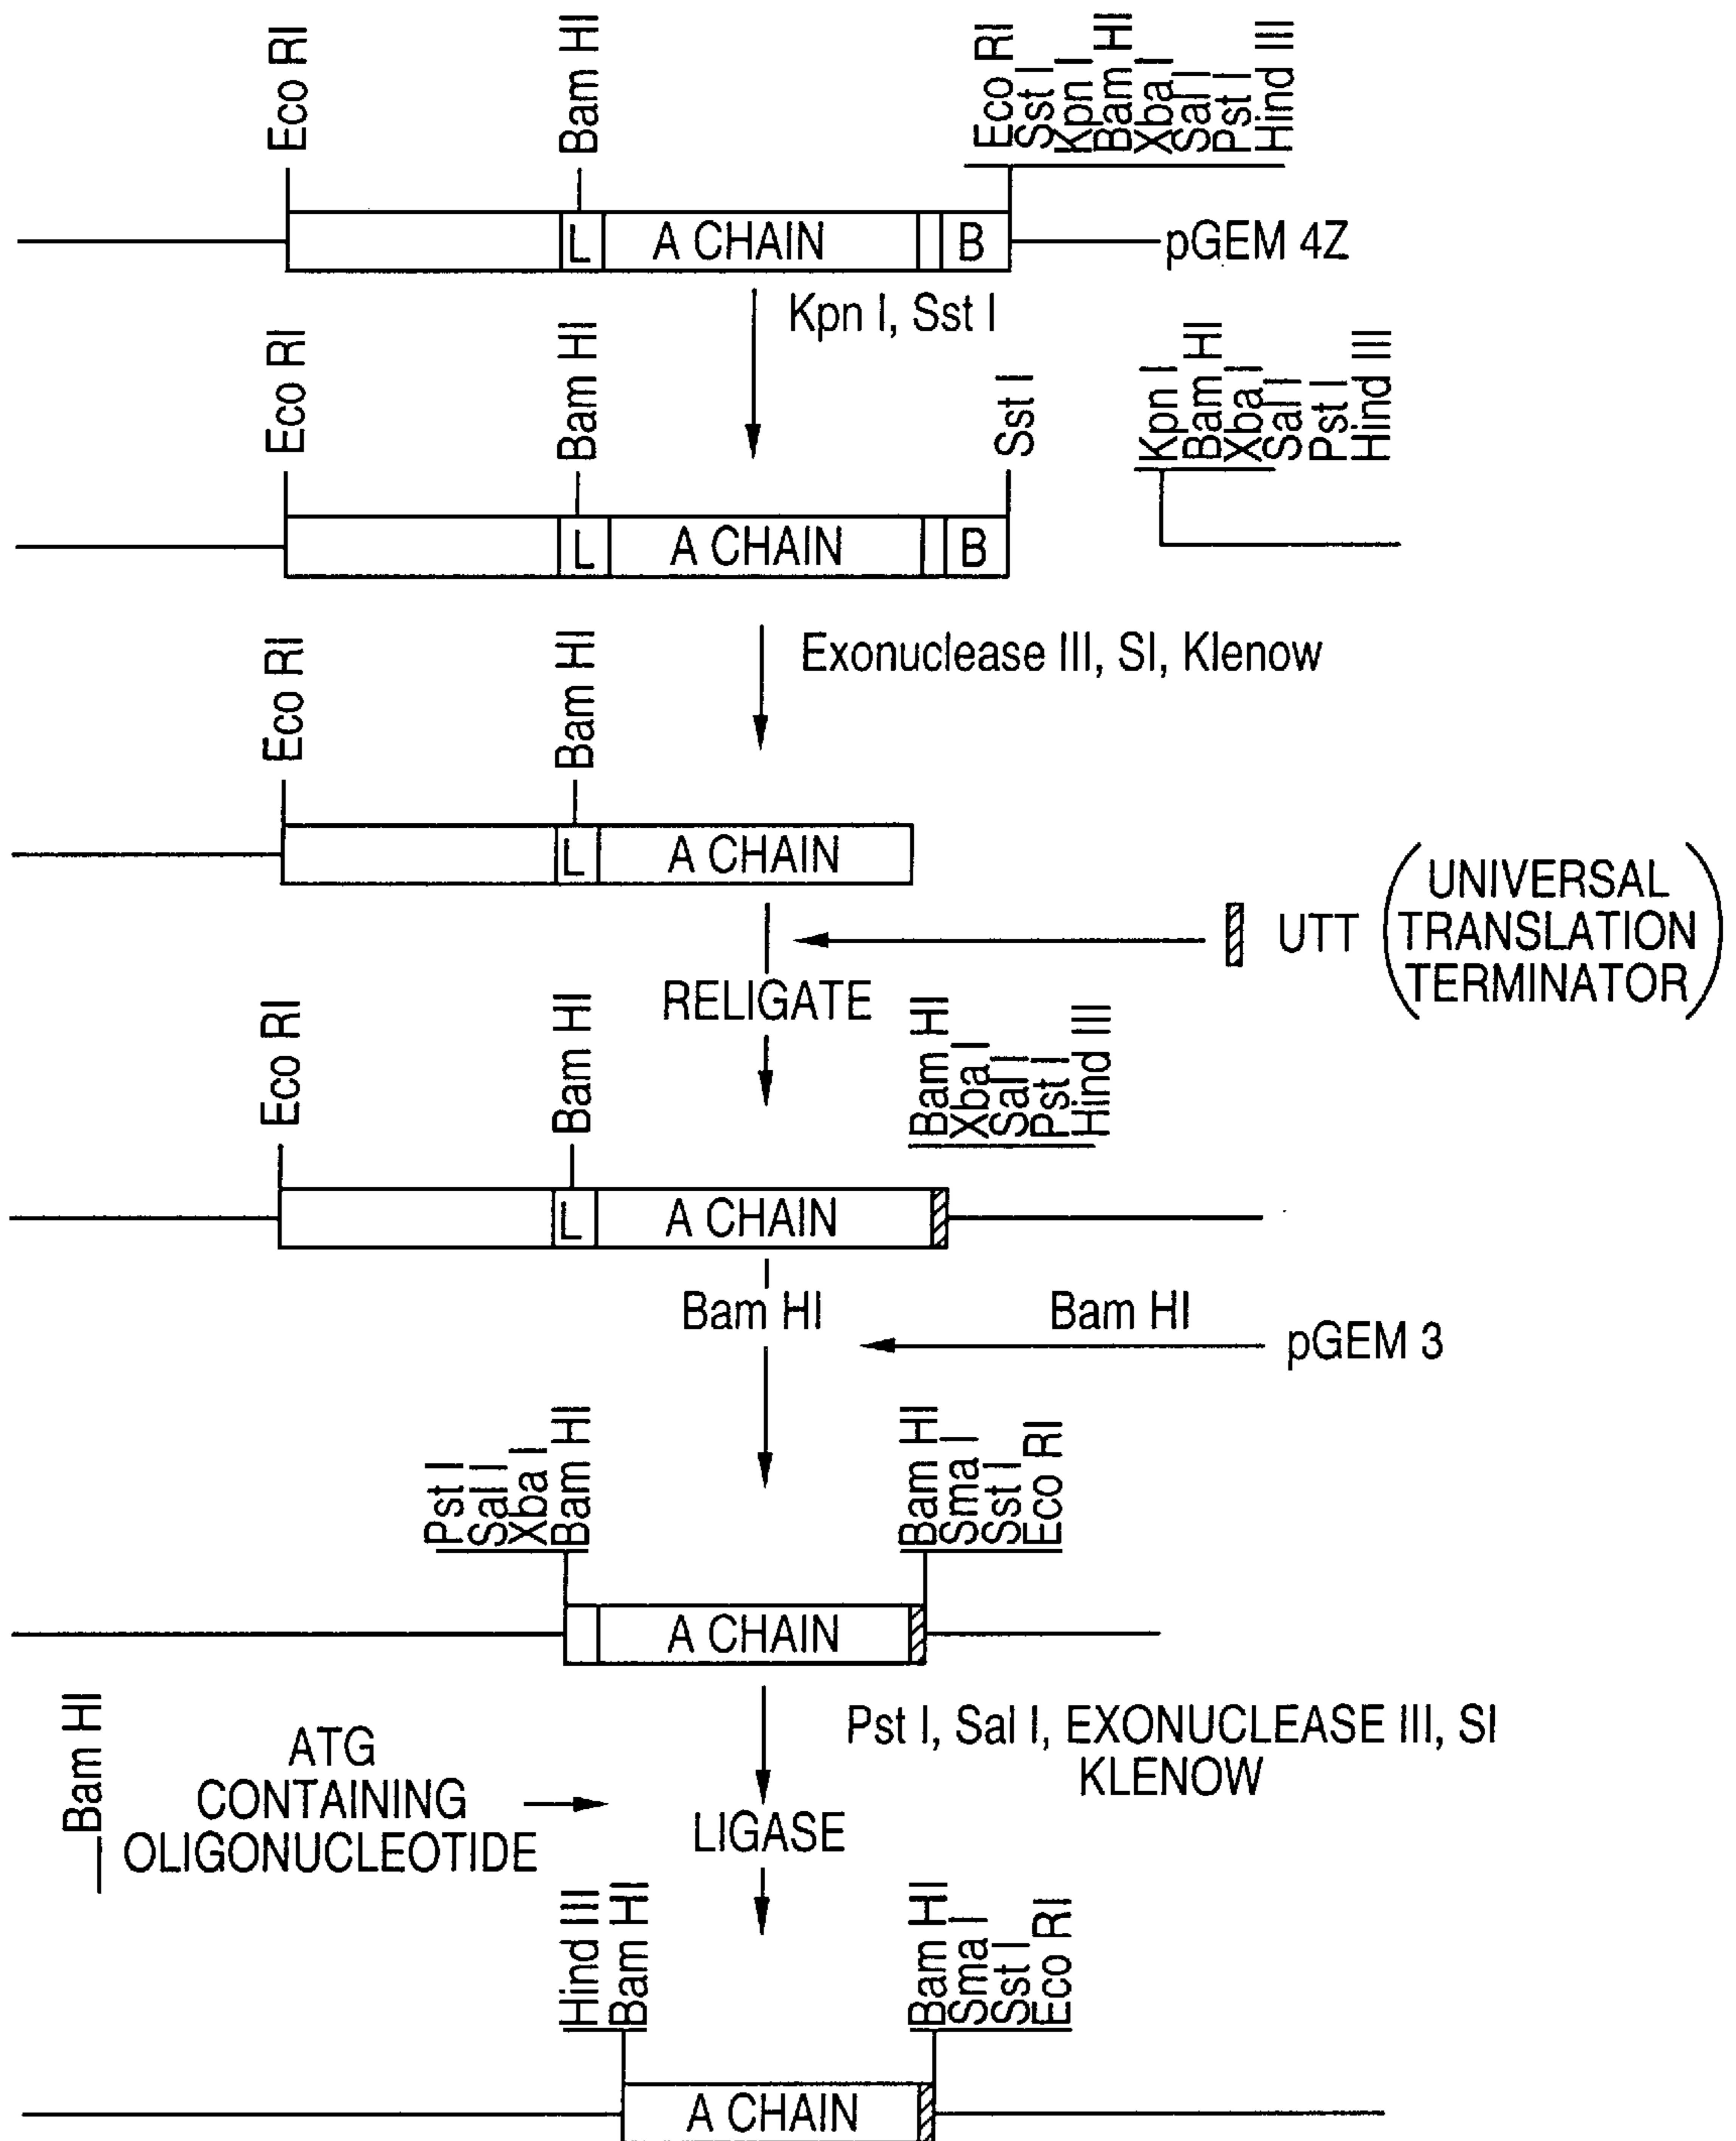 Eco RI
Bam HI
Eco RI
Sst I
Kpn I
Bam HI
Xba I
Sal I
Pst I
Hind III
L
A CHAIN
B
pGEM 4Z
Kpn I, Sst I
Eco RI
Bam HI
Sst I
Kpn I
Bam HI
Xba I
Sal I
Pst I
Hind III
L
A CHAIN
B
Exonuclease III, SI, Klenow
Eco RI
Bam HI
L
A CHAIN
UTT
UNIVERSAL
TRANSLATION
TERMINATOR
RELIGATE
Eco RI
Bam HI
Bam HI
Xba I
Sal I
Pst I
Hind III
L
A CHAIN
Bam HI
Bam HI
pGEM 3
Pst I
Sal I
Xba I
Bam HI
Bam HI
Sma I
Sst I
Eco RI
A CHAIN
Pst I, Sal I, EXONUCLEASE III, SI
KLENOW
Bam HI
ATG
CONTAINING
OLIGONUCLEOTIDE
LIGASE
Hind III
Bam HI
Bam HI
Sma I
Sst I
Eco RI
A CHAIN